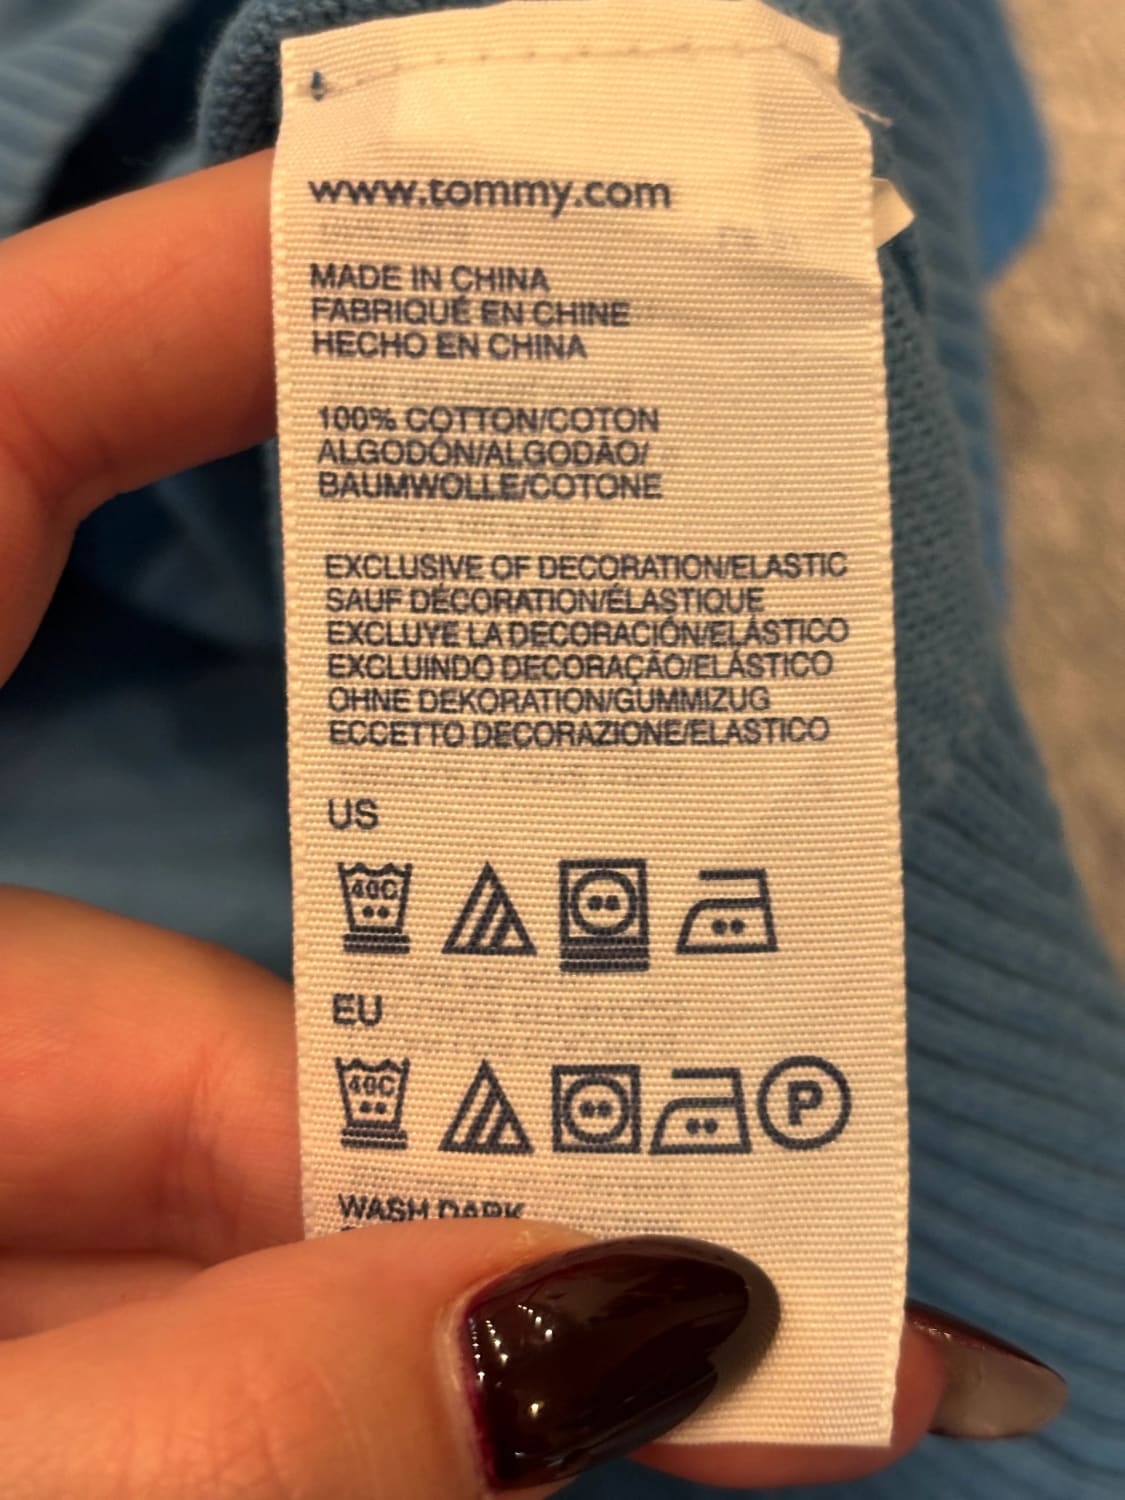 www.tommy.com
MADE IN CHINA
FABRIQUÉ EN CHINE
HECHO EN CHINA
100% COTTON/COTON
ALGODÓN/ALGODÃO/
BAUMWOLLE/COTONE
EXCLUSIVE OF DECORATION/ELASTIC
SAUF DÉCORATION/ÉLASTIQUE
EXCLUYE LA DECORACIÓN/ELÁSTICO
EXCLUINDO DECORAÇÃO/ELÁSTICO
OHNE DEKORATION/GUMMIZUG
ECCETTO DECORAZIONE/ELASTICO
US
40C
EU
40C P
WASH DARK